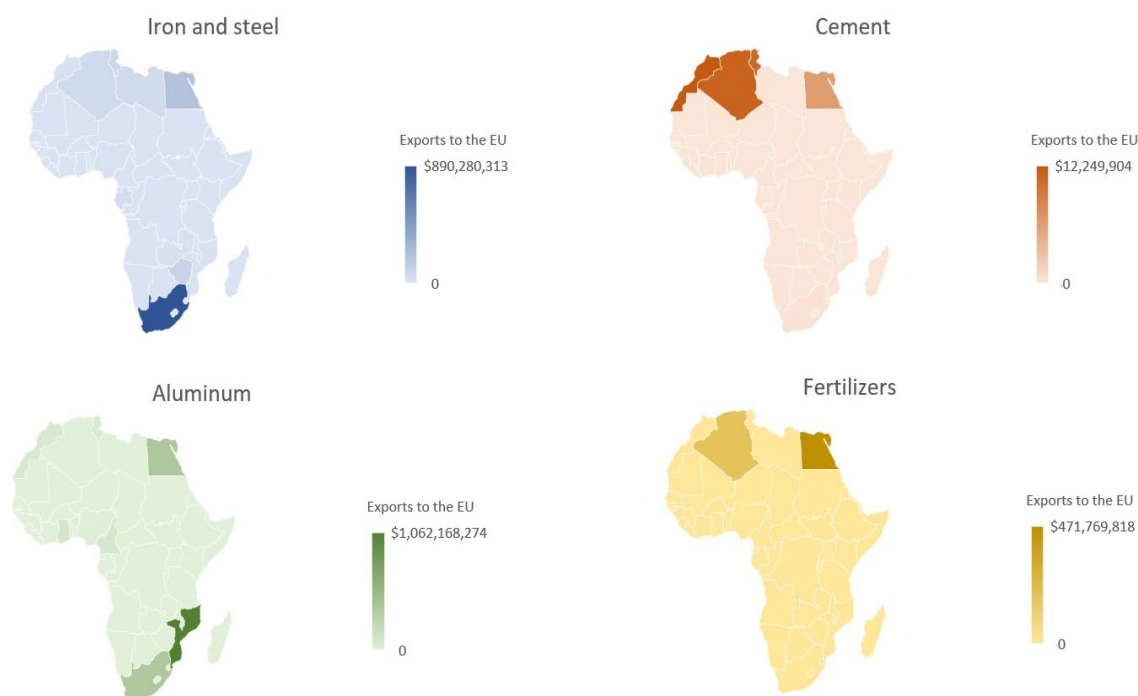 Iron and steel
Exports to the EU
$890,280,313
0
Cement
Exports to the EU
$12,249,904
0
Aluminum
Exports to the EU
$1,062,168,274
0
Fertilizers
Exports to the EU
$471,769,818
0